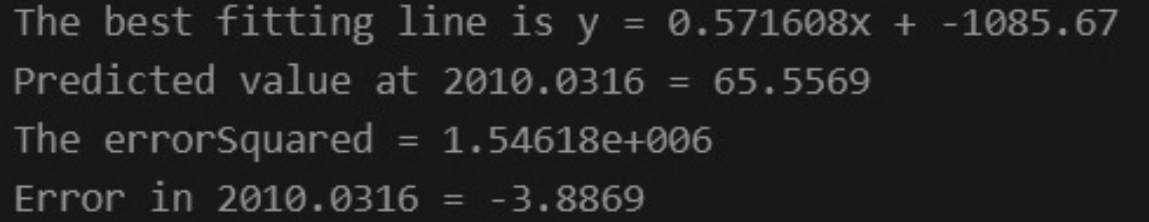 The best fitting line is y = 0.571608x + -1085.67
Predicted value at 2010.0316 = 65.5569
The errorSquared = 1.54618e+006
Error in 2010.0316 = -3.8869